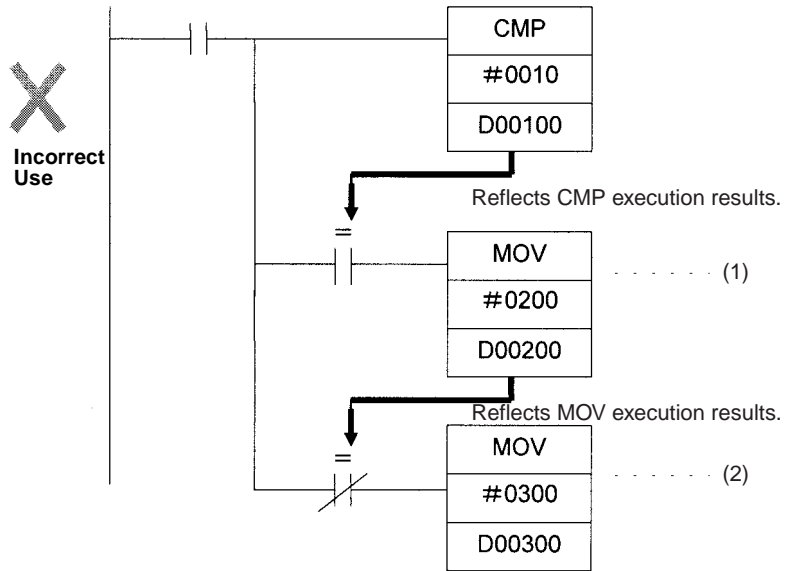 CMP
#0010
D00100
Incorrect
Use
Reflects CMP execution results.
=
MOV
#0200
D00200
(1)
Reflects MOV execution results.
=
MOV
#0300
D00300
(2)